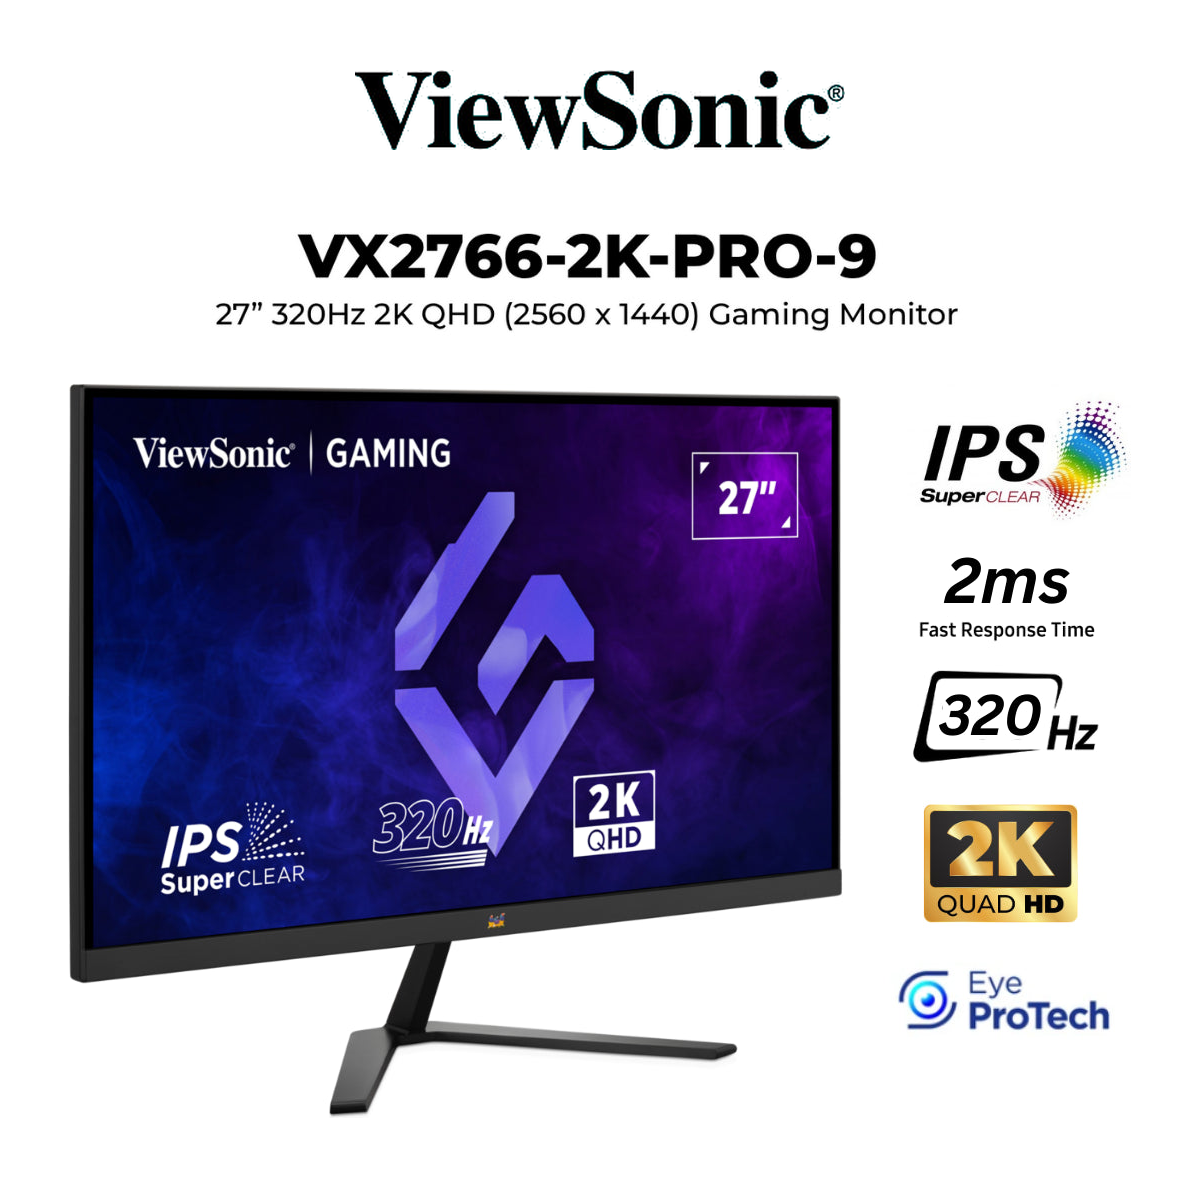 ViewSonic®
VX2766-2K-PRO-9
27” 320Hz 2K QHD (2560 x 1440) Gaming Monitor
ViewSonic® | GAMING
27"
IPS
SuperCLEAR
320Hz
2K
QHD
IPS
SuperCLEAR
2ms
Fast Response Time
320Hz
2K
QUAD HD
Eye
ProTech